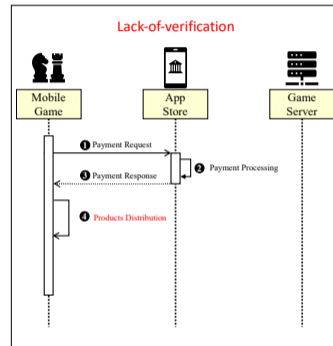 Lack-of-verification
Mobile
Game
App
Store
Game
Server
❶ Payment Request
❷ Payment Processing
❸ Payment Response
❹ Products Distribution